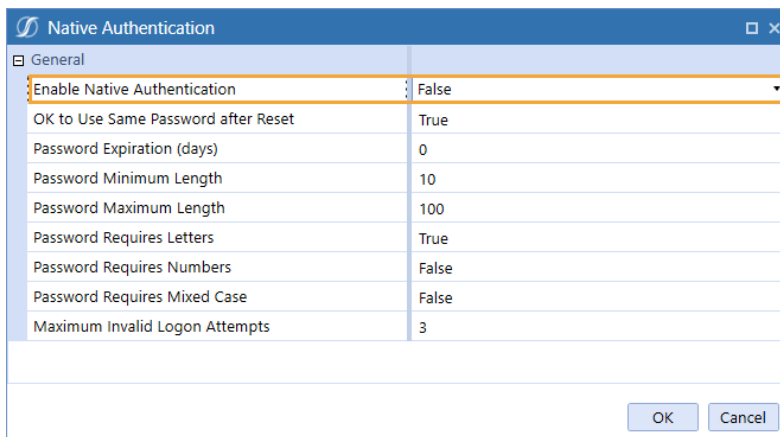 Native Authentication
General
Enable Native Authentication False
OK to Use Same Password after Reset True
Password Expiration (days) 0
Password Minimum Length 10
Password Maximum Length 100
Password Requires Letters True
Password Requires Numbers False
Password Requires Mixed Case False
Maximum Invalid Logon Attempts 3
OK Cancel